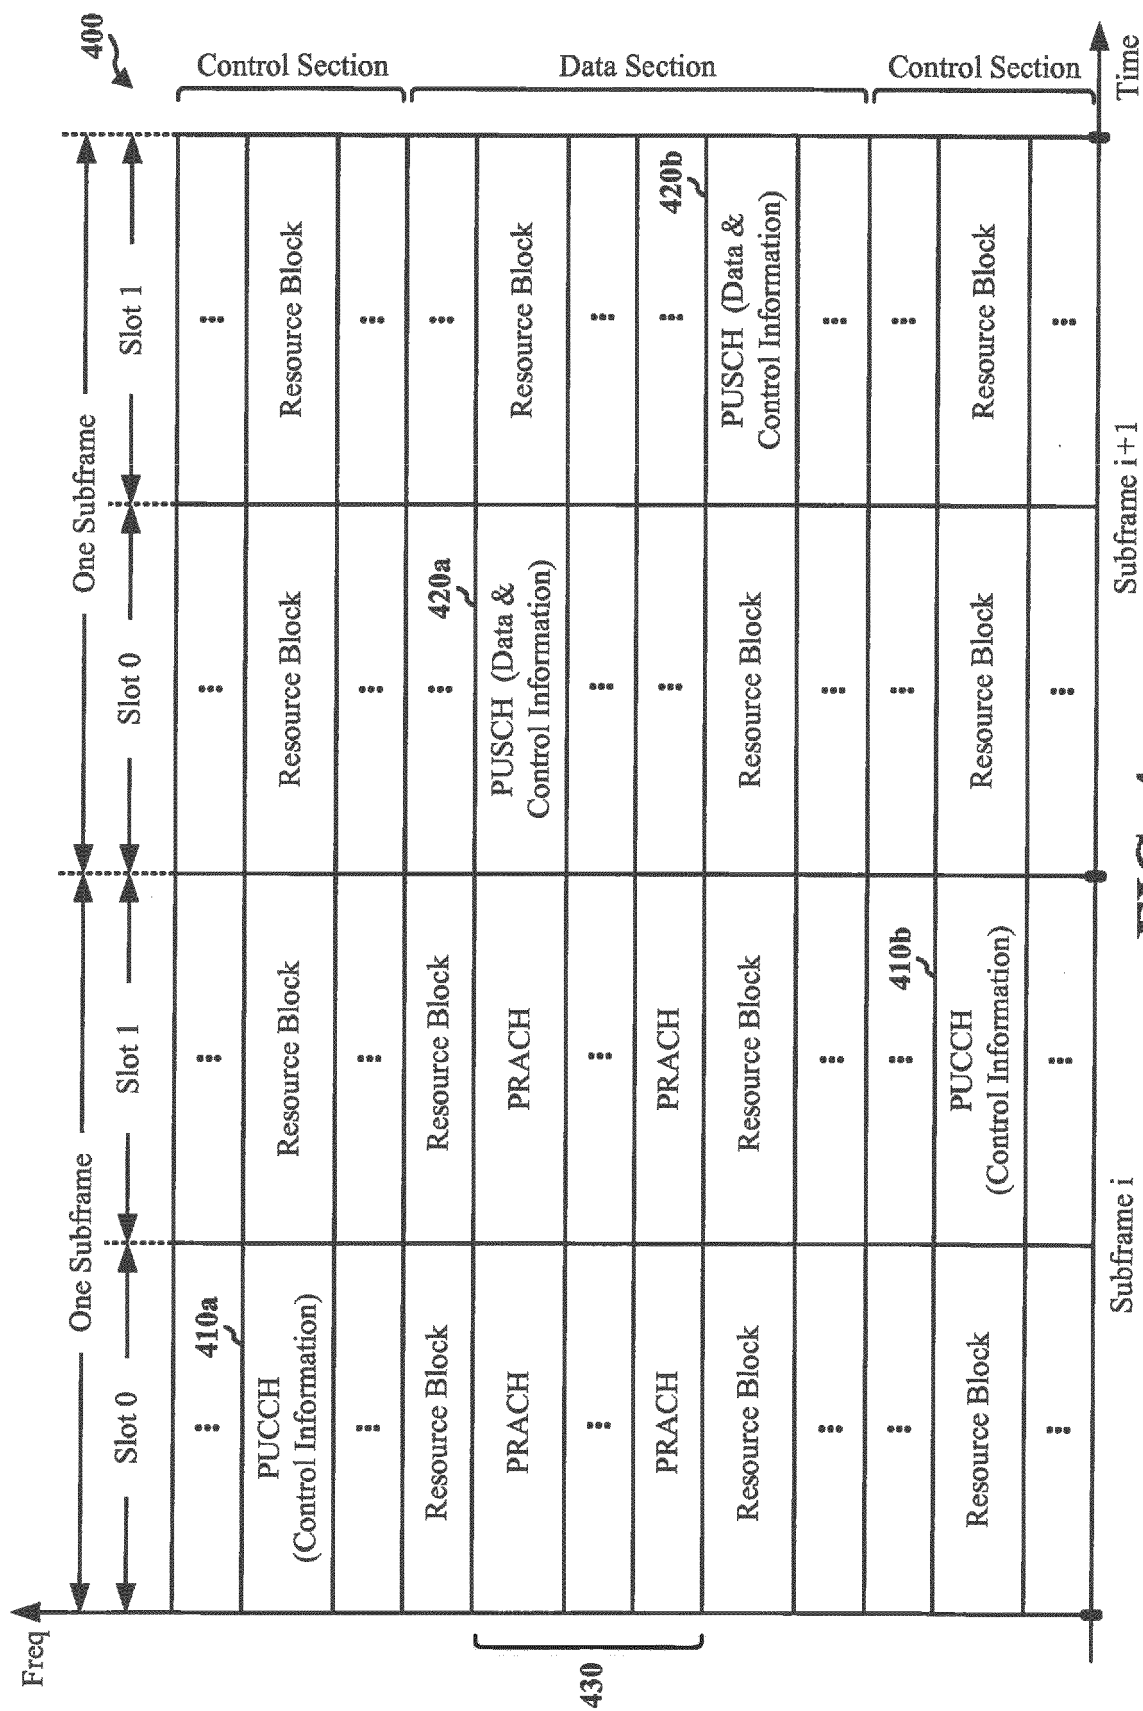 400
One Subframe
One Subframe
Slot 0
Slot 1
Slot 0
Slot 1
Freq
...
...
...
...
Control Section
410a
PUCCH
(Control Information)
Resource Block
Resource Block
Resource Block
...
...
...
...
Resource Block
Resource Block
...
...
Data Section
420a
PRACH
PRACH
PUSCH (Data &
Control Information)
Resource Block
430
...
...
...
...
PRACH
PRACH
...
...
420b
Resource Block
Resource Block
Resource Block
PUSCH (Data &
Control Information)
...
...
...
...
...
...
...
...
Control Section
410b
Resource Block
PUCCH
(Control Information)
Resource Block
Resource Block
...
...
...
...
Time
Subframe i
Subframe i+1